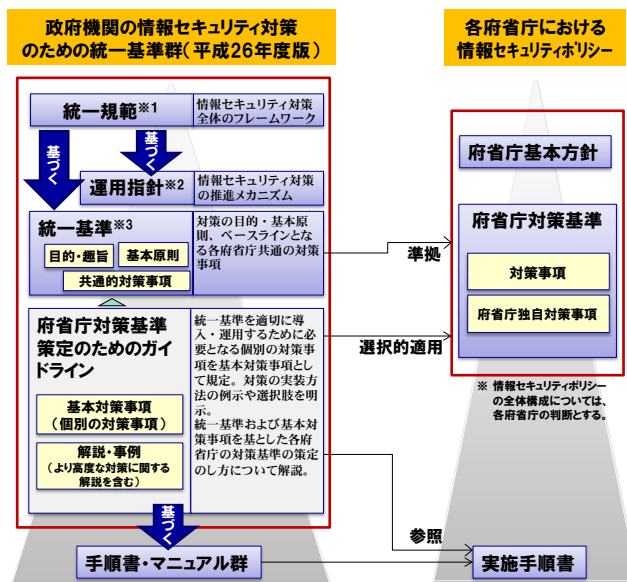 政府機関の情報セキュリティ対策
のための統一基準群(平成26年度版)
各府省庁における
情報セキュリティポリシー
統一規範※1
情報セキュリティ対策
全体のフレームワーク
基づく
基づく
運用指針※2
情報セキュリティ対策
の推進メカニズム
統一基準※3
目的・趣旨
基本原則
共通的対策事項
対策の目的・基本原
則、ベースラインとな
る各府省庁共通の対策
事項
準拠
府省庁対策基準
策定のためのガイ
ドライン
基本対策事項
(個別の対策事項)
解説・事例
(より高度な対策に関する
解説を含む)
統一基準を適切に導
入・運用するために必
要となる個別の対策事
項を基本対策事項とし
て規定。対策の実装方
法の例示や選択肢を明
示。
統一基準および基本対
策事項を基とした各府
省庁の対策基準の策定
のし方について解説。
選択的適用
府省庁基本方針
府省庁対策基準
対策事項
府省庁独自対策事項
※ 情報セキュリティポリシー
の全体構成については、
各府省庁の判断とする。
基づく
参照
手順書・マニュアル群
実施手順書